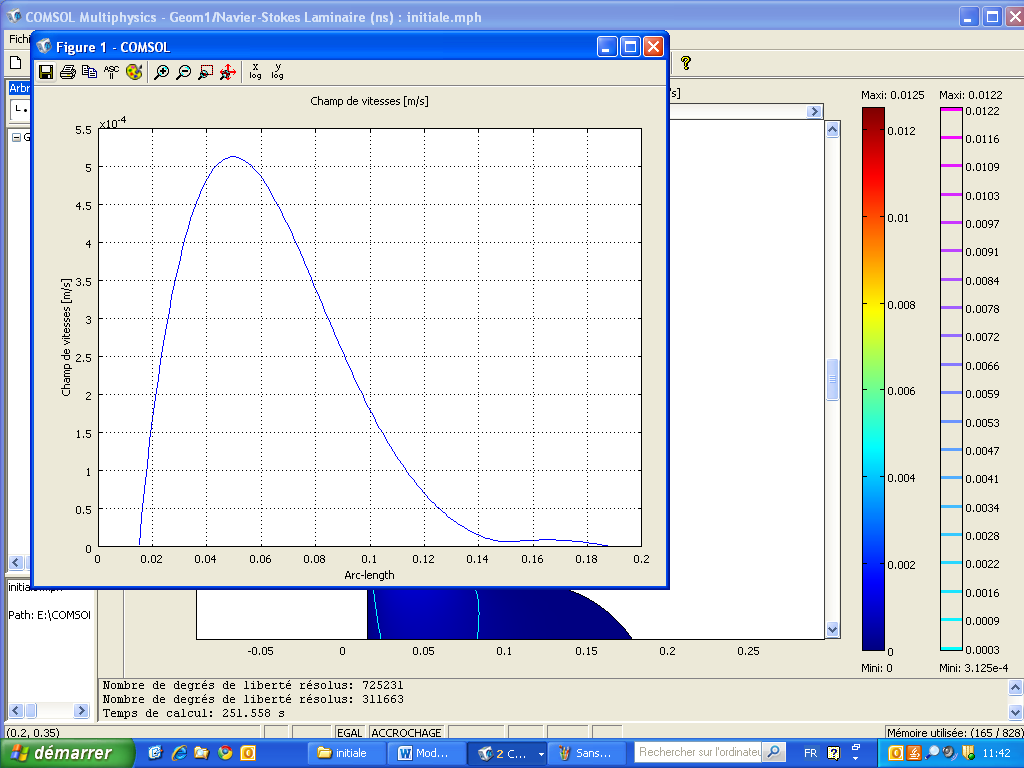 COMSOL Multiphysics - Geom1/Navier-Stokes Laminaire (ns) : initiale.mph
Fichi
Figure 1 - COMSOL
x
log
y
log
?
Arbr
G
/s]
Champ de vitesses [m/s]
x10-4
Champ de vitesses [m/s]
5.5
5
4.5
4
3.5
3
2.5
2
1.5
1
0.5
0
0 0.02 0.04 0.06 0.08 0.1 0.12 0.14 0.16 0.18 0.2
Arc-length
-0.05 0 0.05 0.1 0.15 0.2 0.25
Maxi: 0.0125 Maxi: 0.0122
0.012
0.01
0.008
0.006
0.004
0.002
0
Mini: 0
0.0122
0.0116
0.0109
0.0103
0.0097
0.0091
0.0084
0.0078
0.0072
0.0066
0.0059
0.0053
0.0047
0.0041
0.0034
0.0028
0.0022
0.0016
0.0009
0.0003
Mini: 3.125e-4
initiale.mph
Path: E:\COMSOL
Nombre de degrés de liberté résolus: 725231
Nombre de degrés de liberté résolus: 311663
Temps de calcul: 251.558 s
(0.2, 0.35) EGAL ACCROCHAGE Mémoire utilisée: (165 / 828)
démarrer initiale Mod... 2 C... Sans... Rechercher sur l'ordinateur FR 11:42